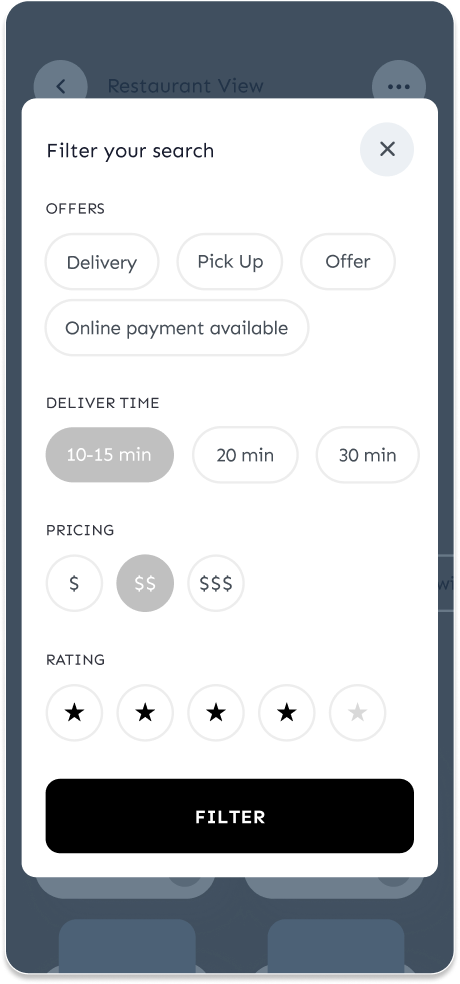 Restaurant View
Filter your search
OFFERS
Delivery
Pick Up
Offer
Online payment available
DELIVER TIME
10-15 min
20 min
30 min
PRICING
$
$$
$$$
RATING
FILTER